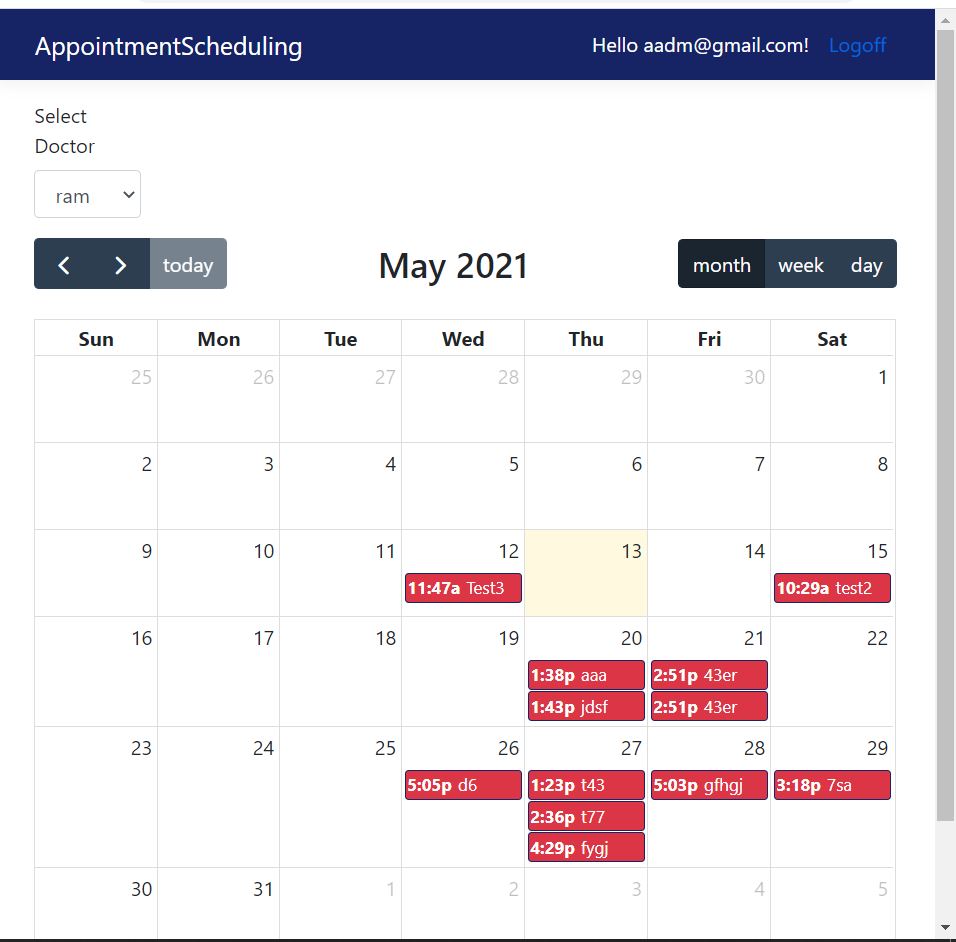 AppointmentScheduling Hello aadm@gmail.com! Logoff
Select
Doctor
ram
today May 2021 month week day
Sun Mon Tue Wed Thu Fri Sat
25 26 27 28 29 30 1
2 3 4 5 6 7 8
9 10 11 12 13 14 15
11:47a Test3 10:29a test2
16 17 18 19 20 21 22
1:38p aaa 2:51p 43er
1:43p jdsf 2:51p 43er
23 24 25 26 27 28 29
5:05p d6 1:23p t43 5:03p gfhgj 3:18p 7sa
2:36p t77
4:29p fygj
30 31 1 2 3 4 5